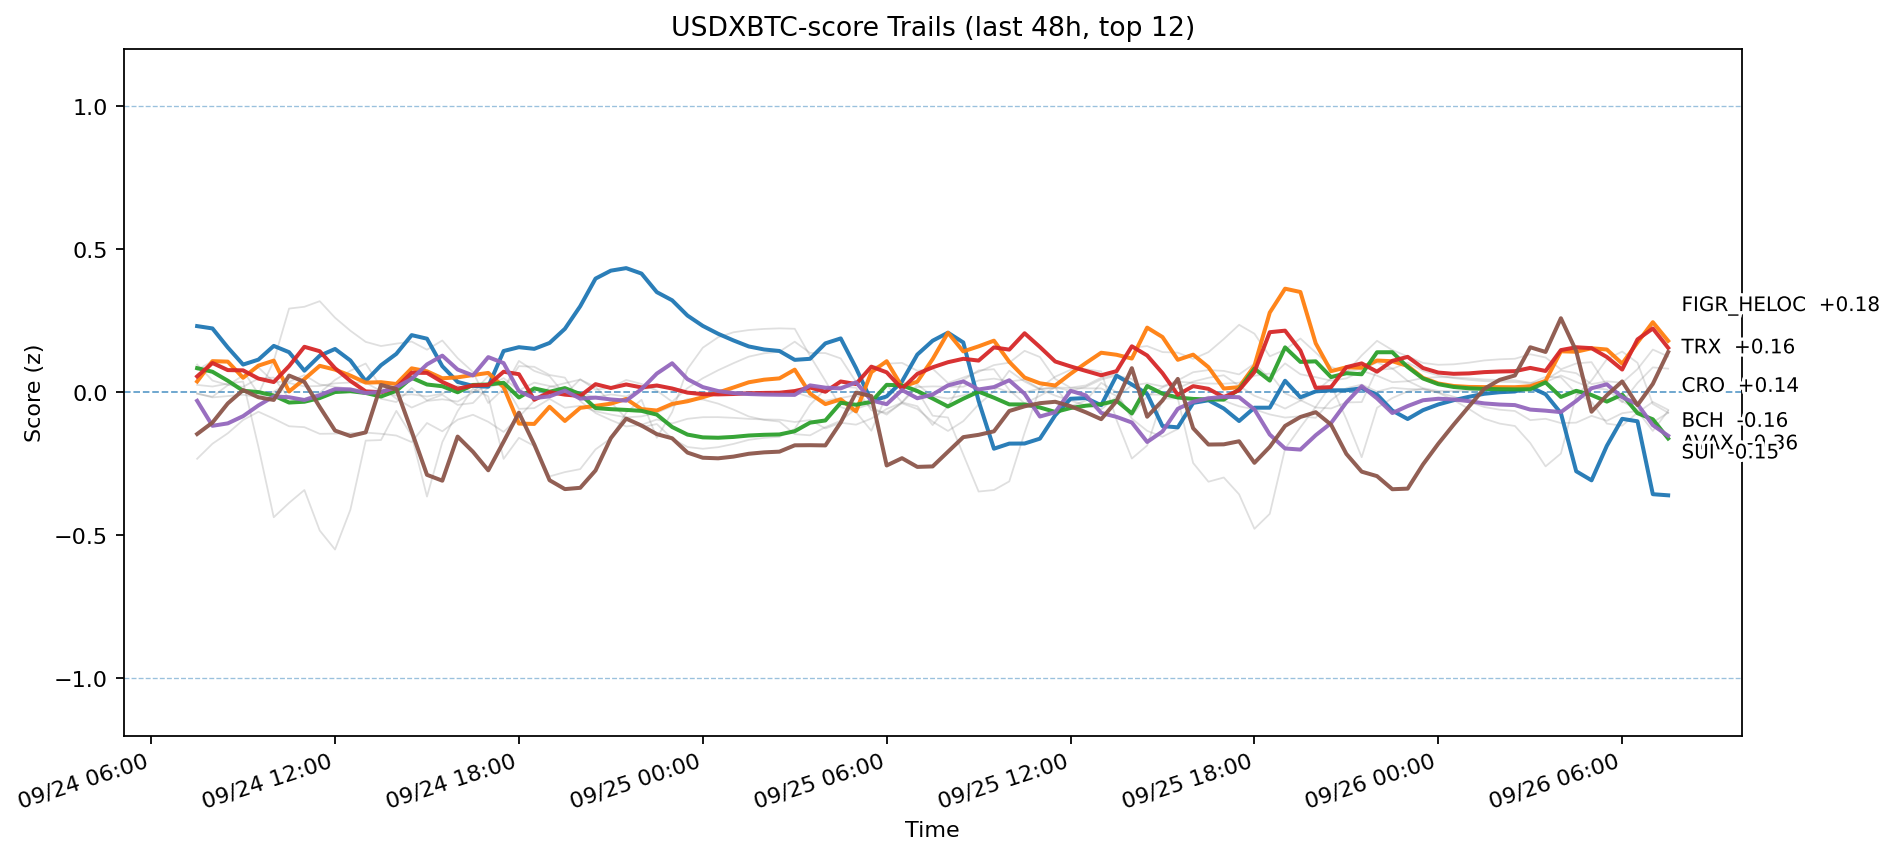 USDXBTC-score Trails (last 48h, top 12)
Score (z)
1.0
0.5
0.0
−0.5
−1.0
FIGR_HELOC +0.18
TRX +0.16
CRO +0.14
BCH -0.16
AVAX -0.36
SUI -0.15
09/24 06:00
09/24 12:00
09/24 18:00
09/25 00:00
09/25 06:00
09/25 12:00
09/25 18:00
09/26 00:00
09/26 06:00
Time